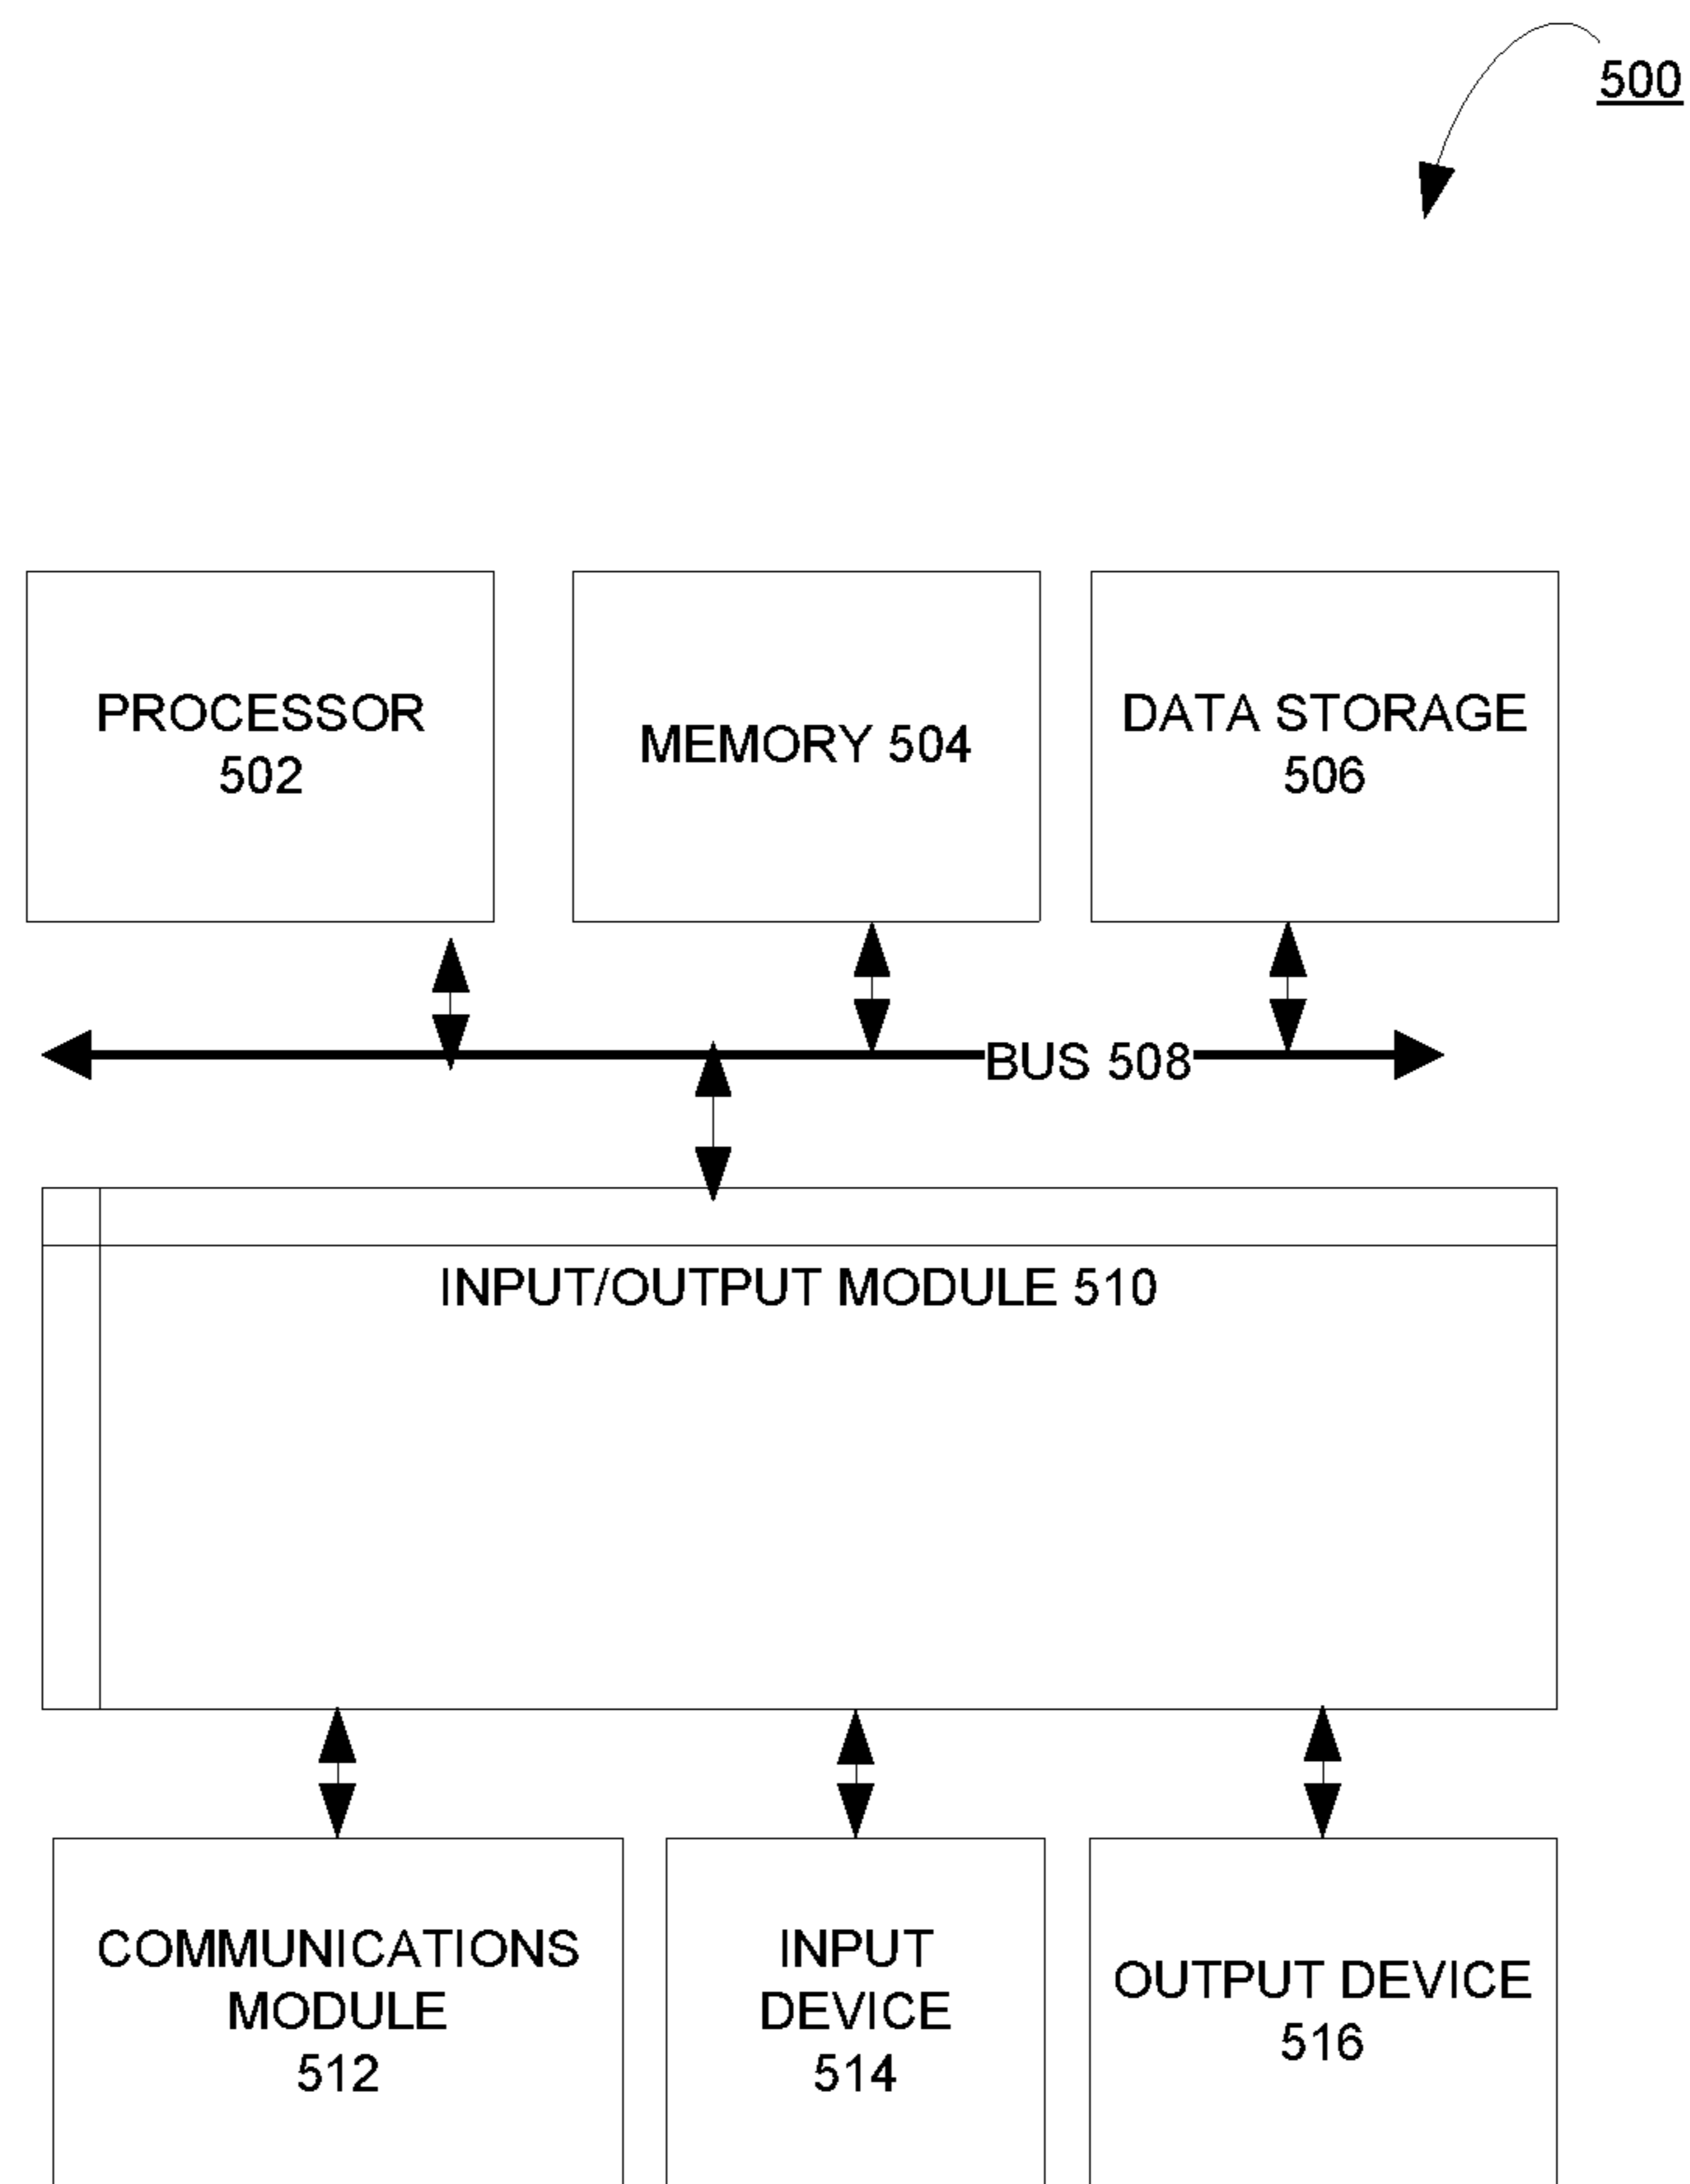 500
PROCESSOR
502
MEMORY 504
DATA STORAGE
506
BUS 508
INPUT/OUTPUT MODULE 510
COMMUNICATIONS
MODULE
512
INPUT
DEVICE
514
OUTPUT DEVICE
516